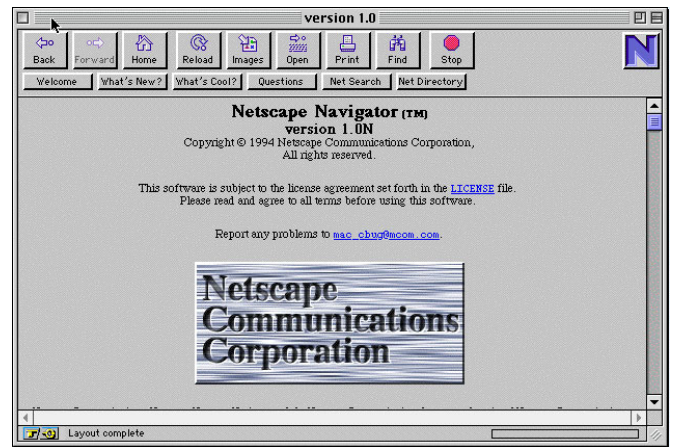 version 1.0
Back Forward Home Reload Images Open Print Find Stop
N
Welcome What's New? What's Cool? Questions Net Search Net Directory
Netscape Navigator (TM)
version 1.0N
Copyright © 1994 Netscape Communications Corporation,
All rights reserved.
This software is subject to the license agreement set forth in the LICENSE file.
Please read and agree to all terms before using this software.
Report any problems to mac_cbug@mcom.com.
Netscape
Communications
Corporation
Layout complete